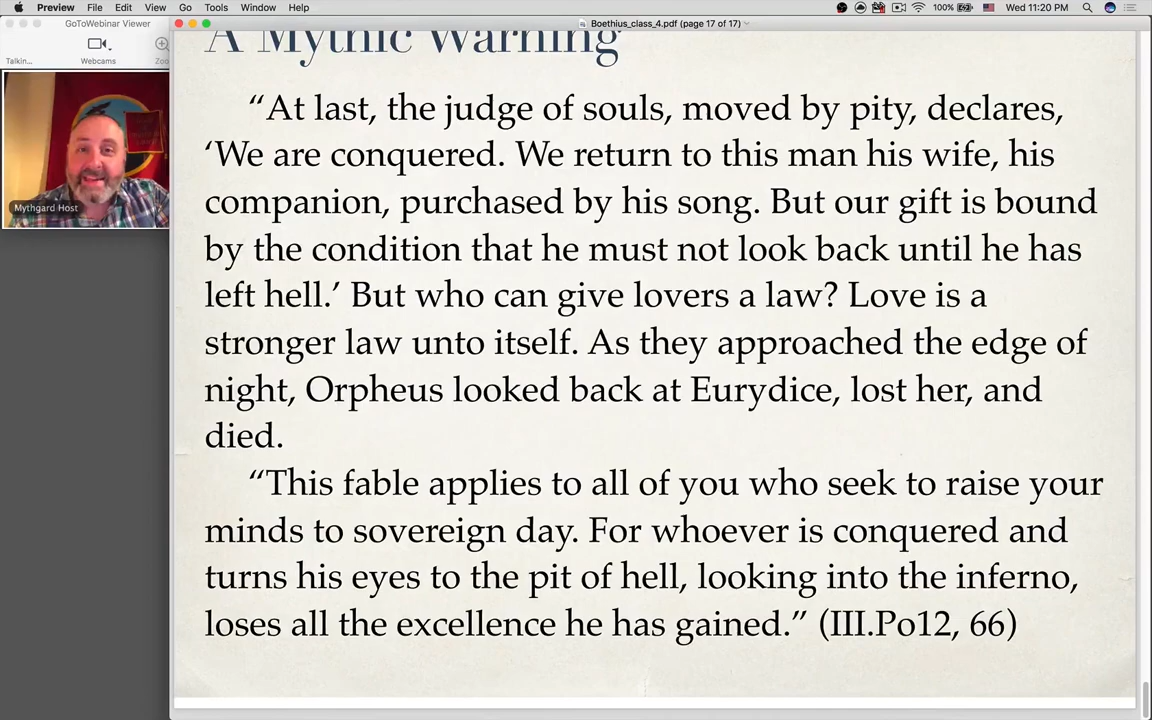 Preview File Edit View Go Tools Window Help
100% Wed 11:20 PM
GoToWebinar Viewer
Boethius_class_4.pdf (page 17 of 17)
Talkin... Webcams Zoo
Mythgard Host
A Mythic Warning
“At last, the judge of souls, moved by pity, declares,
‘We are conquered. We return to this man his wife, his
companion, purchased by his song. But our gift is bound
by the condition that he must not look back until he has
left hell.’ But who can give lovers a law? Love is a
stronger law unto itself. As they approached the edge of
night, Orpheus looked back at Eurydice, lost her, and
died.
“This fable applies to all of you who seek to raise your
minds to sovereign day. For whoever is conquered and
turns his eyes to the pit of hell, looking into the inferno,
loses all the excellence he has gained.” (III.Po12, 66)